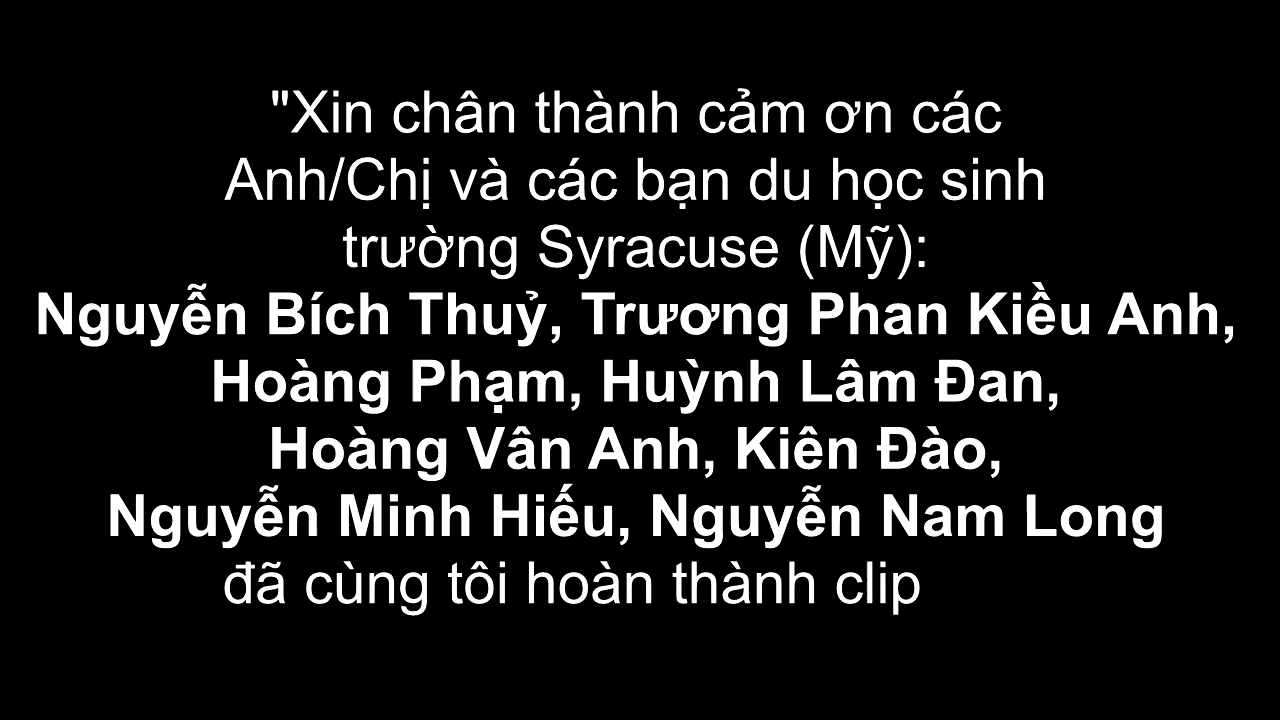 "Xin chân thành cảm ơn các
Anh/Chị và các bạn du học sinh
trường Syracuse (Mỹ):
Nguyễn Bích Thuỷ, Trương Phan Kiều Anh,
Hoàng Phạm, Huỳnh Lâm Đan,
Hoàng Vân Anh, Kiên Đào,
Nguyễn Minh Hiếu, Nguyễn Nam Long
đã cùng tôi hoàn thành clip